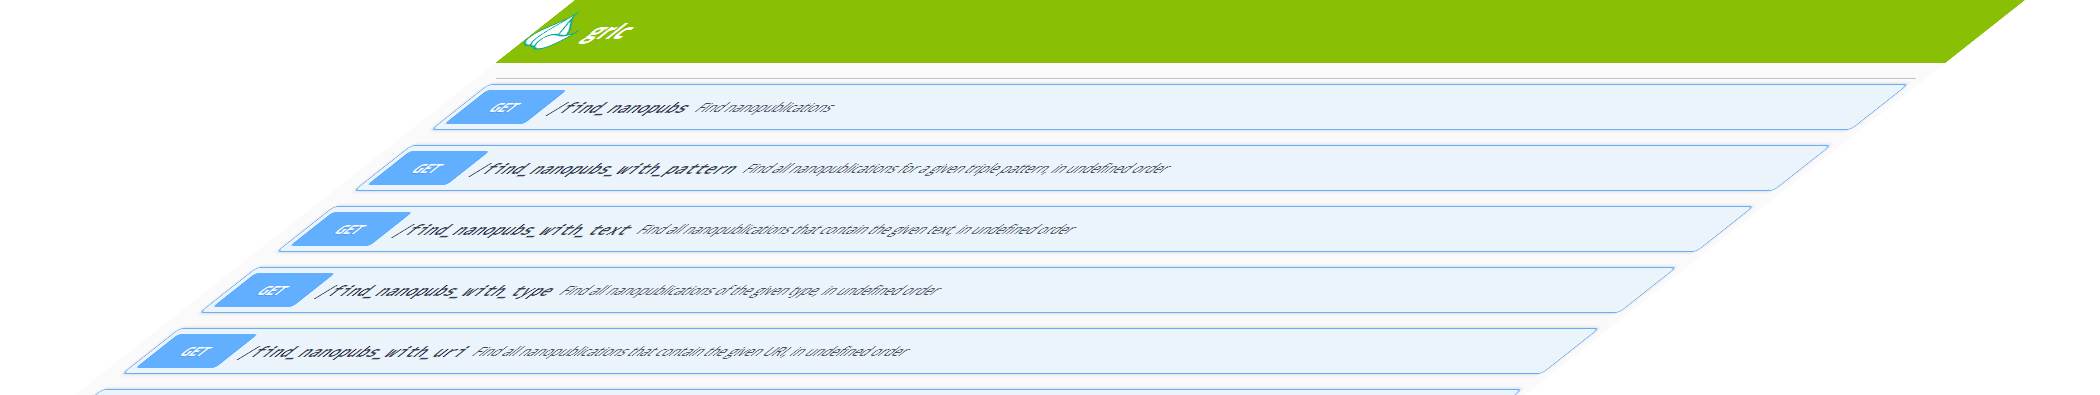 grlc
GET /find_nanopubs Find nanopublications
GET /find_nanopubs_with_pattern Find all nanopublications for a given triple pattern, in undefined order
GET /find_nanopubs_with_text Find all nanopublications that contain the given text, in undefined order
GET /find_nanopubs_with_type Find all nanopublications of the given type, in undefined order
GET /find_nanopubs_with_uri Find all nanopublications that contain the given URI, in undefined order